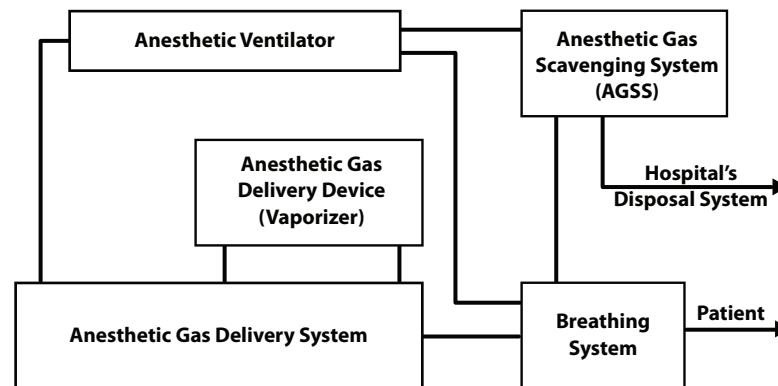 Anesthetic Ventilator
Anesthetic Gas
Scavenging System
(AGSS)
Anesthetic Gas
Delivery Device
(Vaporizer)
Hospital’s
Disposal System
Anesthetic Gas Delivery System
Breathing
System
Patient